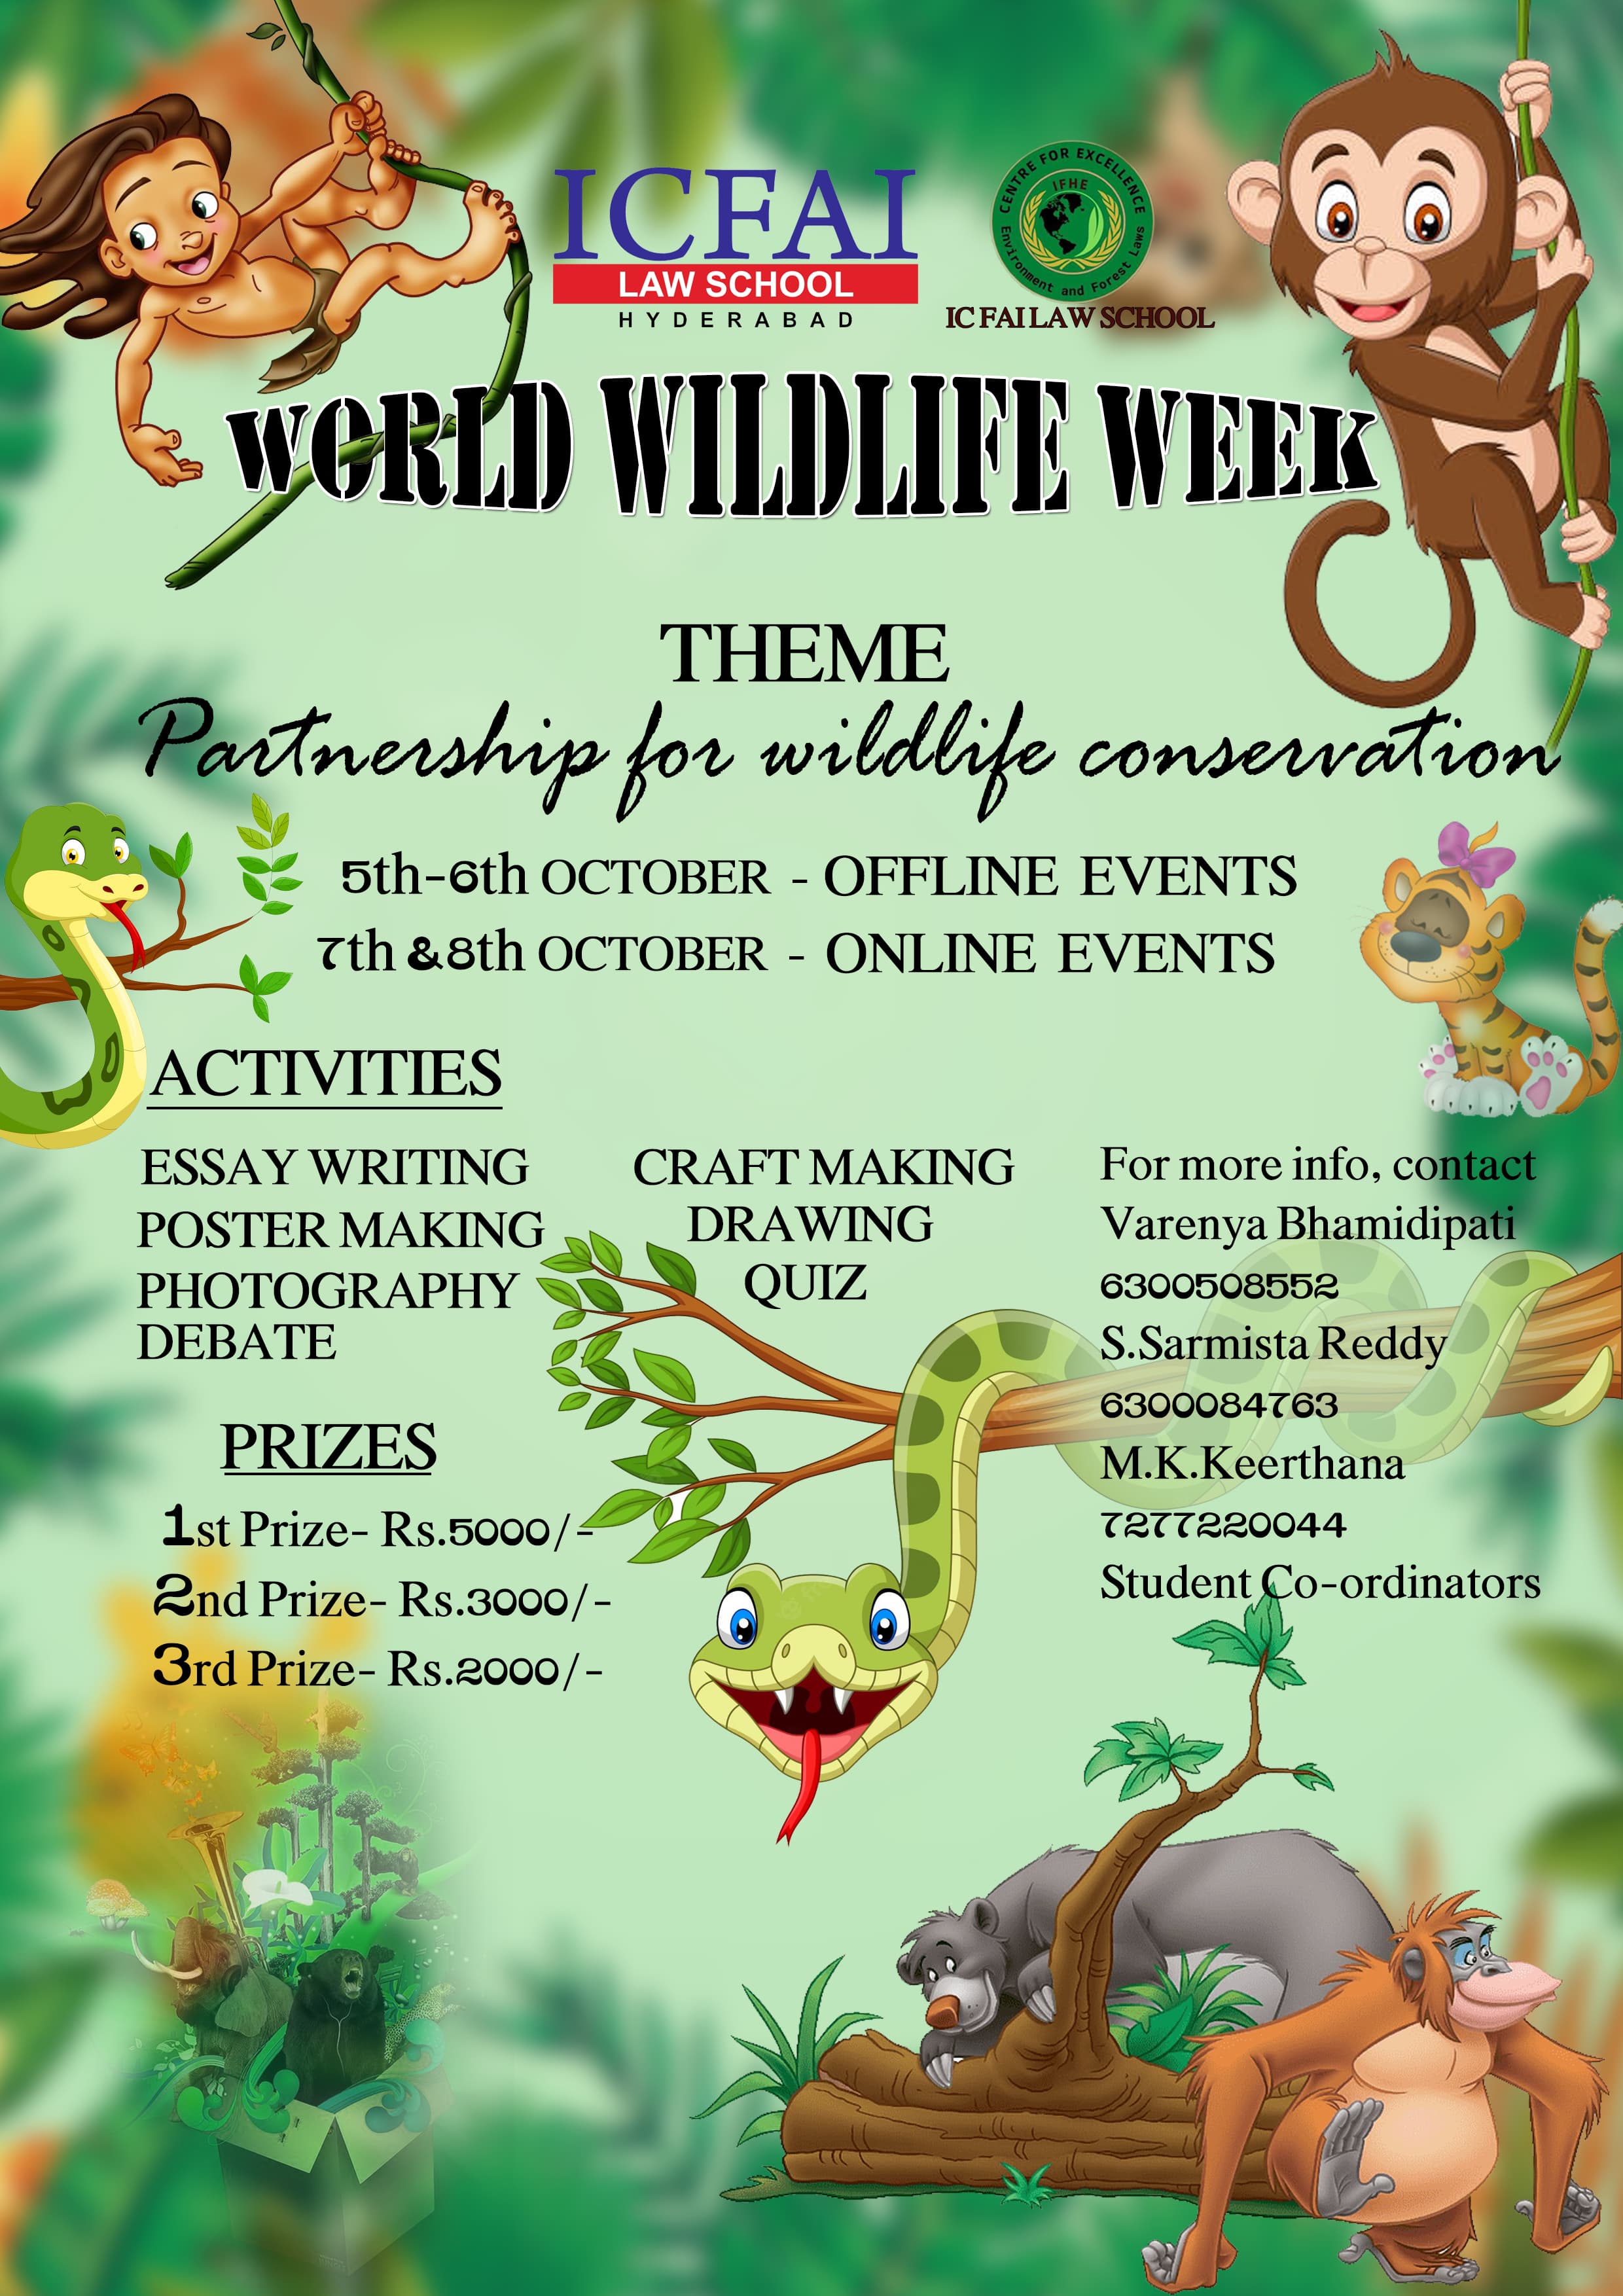 ICFAI
LAW SCHOOL
HYDERABAD
CENTRE FOR EXCELLENCE
IFHE
Environment and Forest Laws
IC FAI LAW SCHOOL
WORLD WILDLIFE WEEK
THEME
Partnership for wildlife conservation
5th-6th OCTOBER - OFFLINE EVENTS
7th &8th OCTOBER - ONLINE EVENTS
ACTIVITIES
ESSAY WRITING
POSTER MAKING
PHOTOGRAPHY
DEBATE
CRAFT MAKING
DRAWING
QUIZ
PRIZES
1st Prize- Rs.5000/-
2nd Prize- Rs.3000/-
3rd Prize- Rs.2000/-
For more info, contact
Varenya Bhamidipati
6300508552
S.Sarmista Reddy
6300084763
M.K.Keerthana
7277220044
Student Co-ordinators